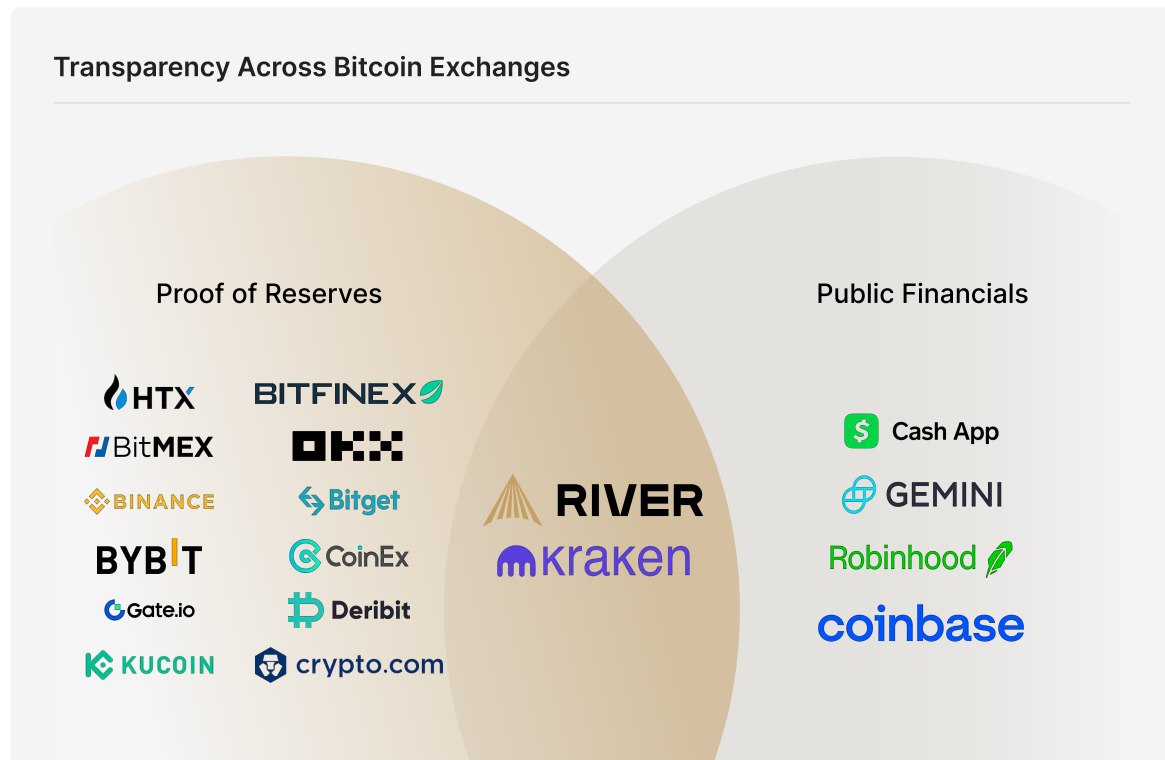 Transparency Across Bitcoin Exchanges
Proof of Reserves
HTX
BITFINEX
BitMEX
OKX
BINANCE
Bitget
BYBIT
CoinEx
Gate.io
Deribit
KUCOIN
crypto.com
RIVER
kraken
Public Financials
Cash App
GEMINI
Robinhood
coinbase